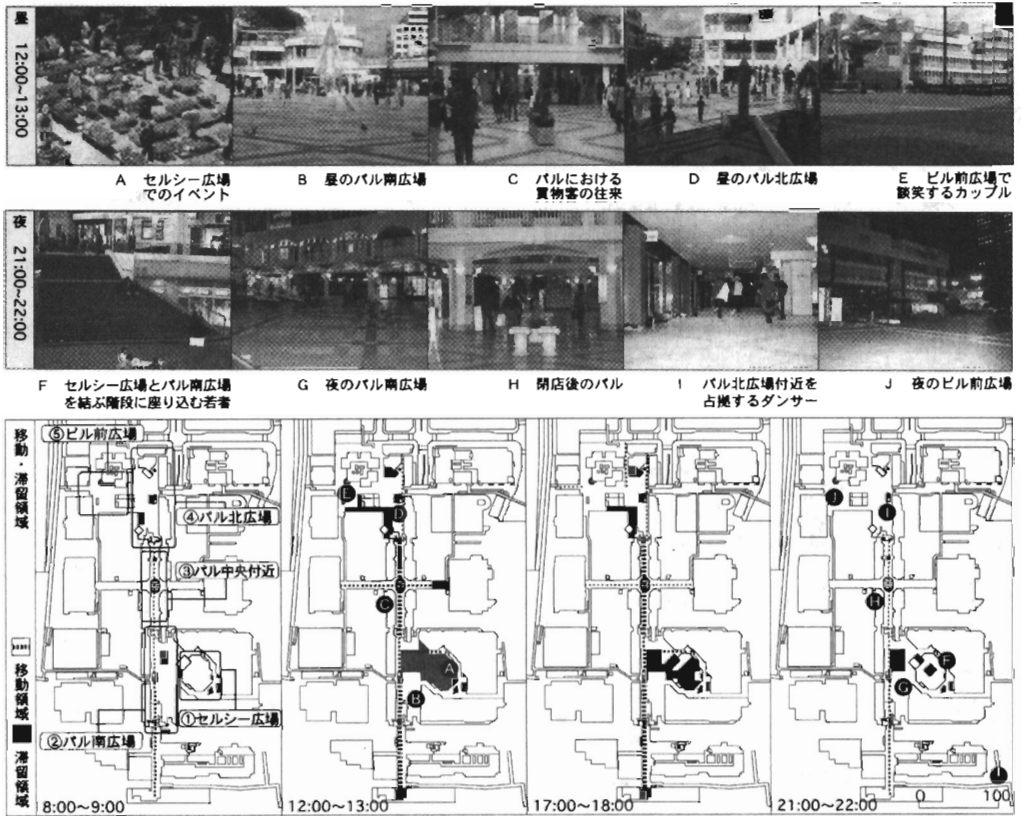 昼 12:00~13:00
A セルシー広場
でのイベント
B 昼のパル南広場
C パルにおける
買物客の往来
D 昼のパル北広場
E ビル前広場で
談笑するカップル
夜 21:00~22:00
F セルシー広場とパル南広場
を結ぶ階段に座り込む若者
G 夜のパル南広場
H 閉店後のパル
I パル北広場付近を
占拠するダンサー
J 夜のビル前広場
移動・滞留領域
移動領域
滞留領域
⑤ビル前広場
④パル北広場
③パル中央付近
①セルシー広場
②パル南広場
8:00~9:00
E
D
C
A
B
12:00~13:00
17:00~18:00
J
I
H
F
G
21:00~22:00
0 100